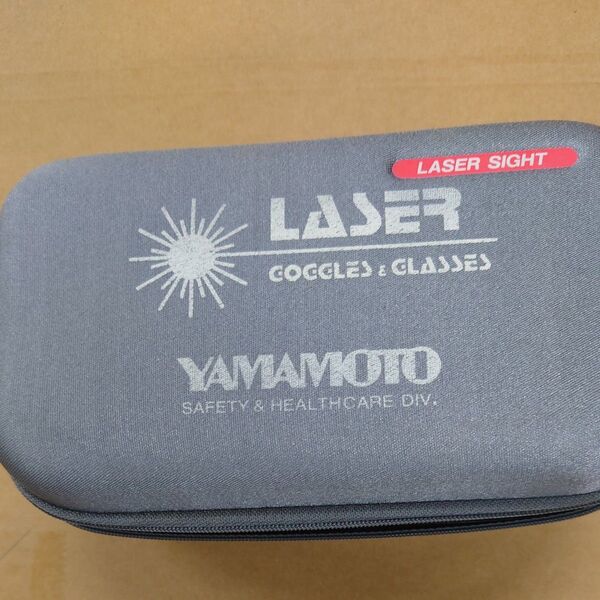 LASER SIGHT
LASER
GOGGLES & GLASSES
YAMAMOTO
SAFETY & HEALTHCARE DIV.